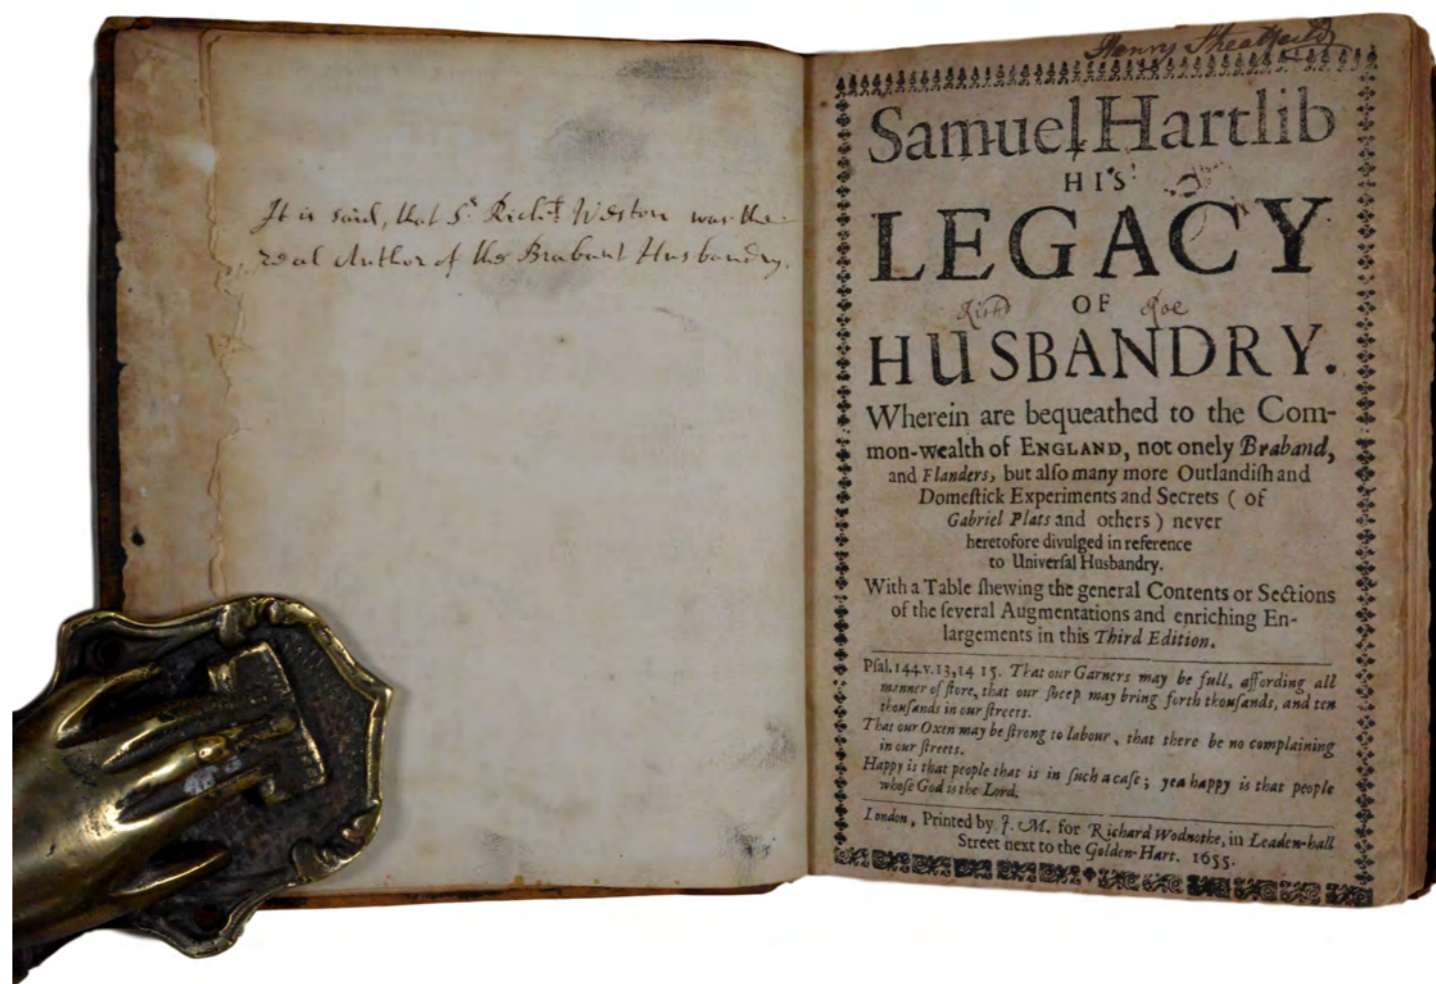 It is said, that Sr. Richd. Weston was the
real Author of the Brabant Husbandry.
Henry
Samuel Hartlib
HIS
LEGACY
OF
Roe
HUSBANDRY.
Wherein are bequeathed to the Com-
mon-wealth of ENGLAND, not onely Braband,
and Flanders, but also many more Outlandiſh and
Domeſtick Experiments and Secrets ( of
Gabriel Plats and others ) never
heretofore divulged in reference
to Univerſal Husbandry.
With a Table ſhewing the general Contents or Sections
of the ſeveral Augmentations and enriching En-
largements in this Third Edition.
Pſal. 144. v. 13, 14 15. That our Garners may be full, affording all
manner of ſtore, that our ſheep may bring forth thouſands, and ten
thouſands in our ſtreets.
That our Oxen may be ſtrong to labour, that there be no complaining
in our ſtreets.
Happy is that people that is in ſuch a caſe; yea happy is that people
whoſe God is the Lord.
London, Printed by J. M. for Richard Wodnothe, in Leaden-hall
Street next to the Golden-Hart. 1655.